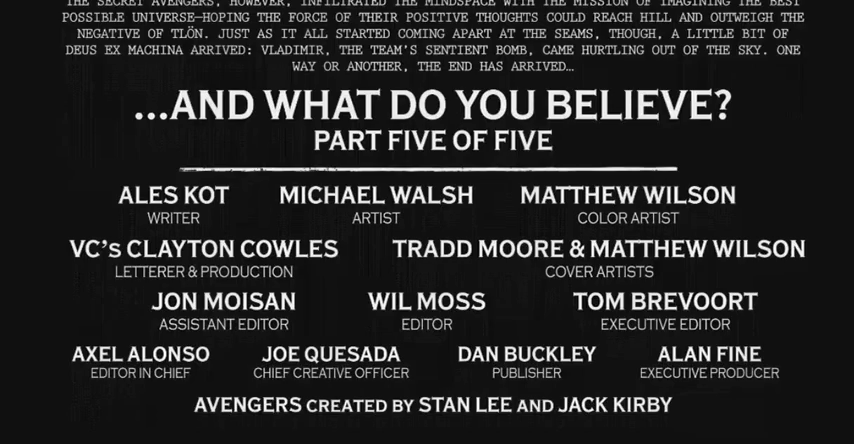 THE SECRET AVENGERS, HOWEVER, INFILTRATED THE MINDSPACE WITH THE MISSION OF IMAGINING THE BEST
POSSIBLE UNIVERSE—HOPING THE FORCE OF THEIR POSITIVE THOUGHTS COULD REACH HILL AND OUTWEIGH THE
NEGATIVE OF TLÖN. JUST AS IT ALL STARTED COMING APART AT THE SEAMS, THOUGH, A LITTLE BIT OF
DEUS EX MACHINA ARRIVED: VLADIMIR, THE TEAM'S SENTIENT BOMB, CAME HURTLING OUT OF THE SKY. ONE
WAY OR ANOTHER, THE END HAS ARRIVED…
...AND WHAT DO YOU BELIEVE?
PART FIVE OF FIVE
ALES KOT MICHAEL WALSH MATTHEW WILSON
WRITER ARTIST COLOR ARTIST
VC's CLAYTON COWLES TRADD MOORE & MATTHEW WILSON
LETTERER & PRODUCTION COVER ARTISTS
JON MOISAN WIL MOSS TOM BREVOORT
ASSISTANT EDITOR EDITOR EXECUTIVE EDITOR
AXEL ALONSO JOE QUESADA DAN BUCKLEY ALAN FINE
EDITOR IN CHIEF CHIEF CREATIVE OFFICER PUBLISHER EXECUTIVE PRODUCER
AVENGERS CREATED BY STAN LEE AND JACK KIRBY